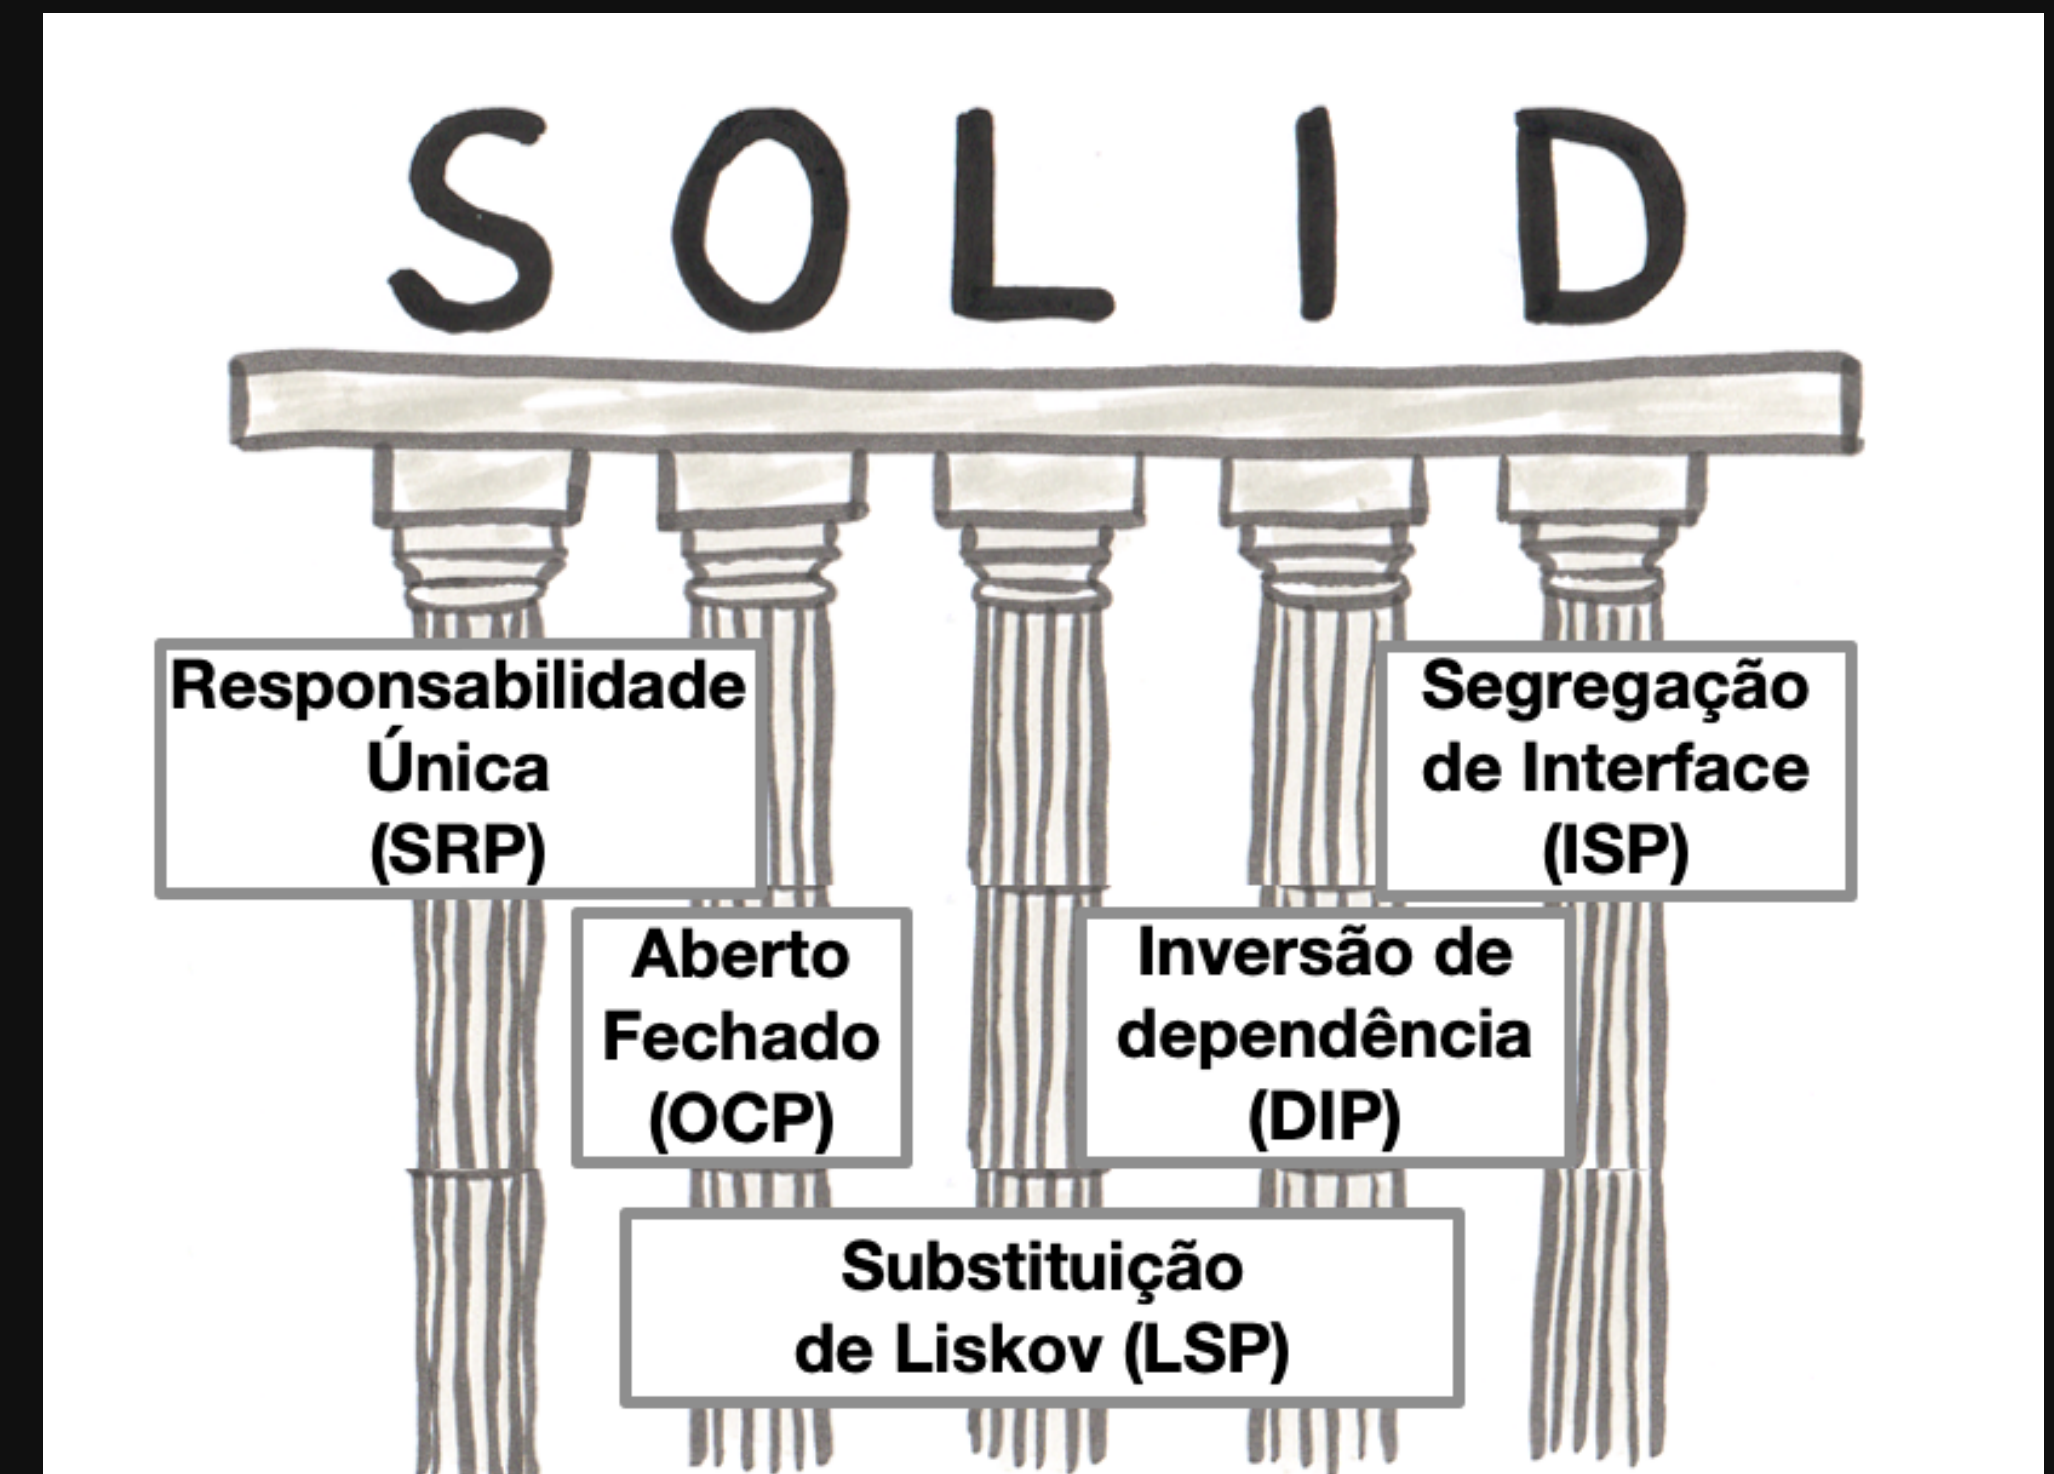 SOLID
Responsabilidade
Única
(SRP)
Segregação
de Interface
(ISP)
Aberto
Fechado
(OCP)
Inversão de
dependência
(DIP)
Substituição
de Liskov (LSP)